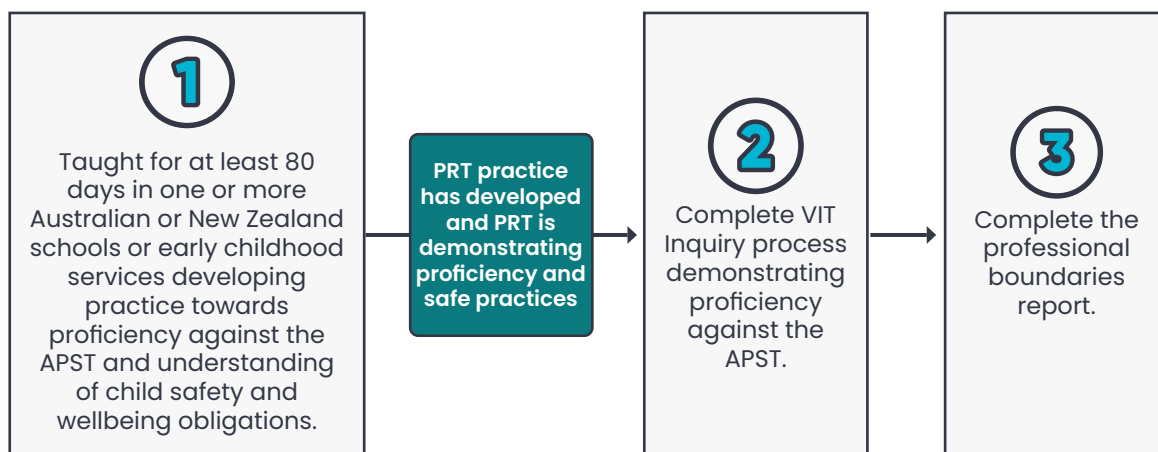 1
Taught for at least 80
days in one or more
Australian or New Zealand
schools or early childhood
services developing
practice towards
proficiency against the
APST and understanding
of child safety and
wellbeing obligations.
PRT practice
has developed
and PRT is
demonstrating
proficiency and
safe practices
2
Complete VIT
Inquiry process
demonstrating
proficiency
against the
APST.
3
Complete the
professional
boundaries
report.